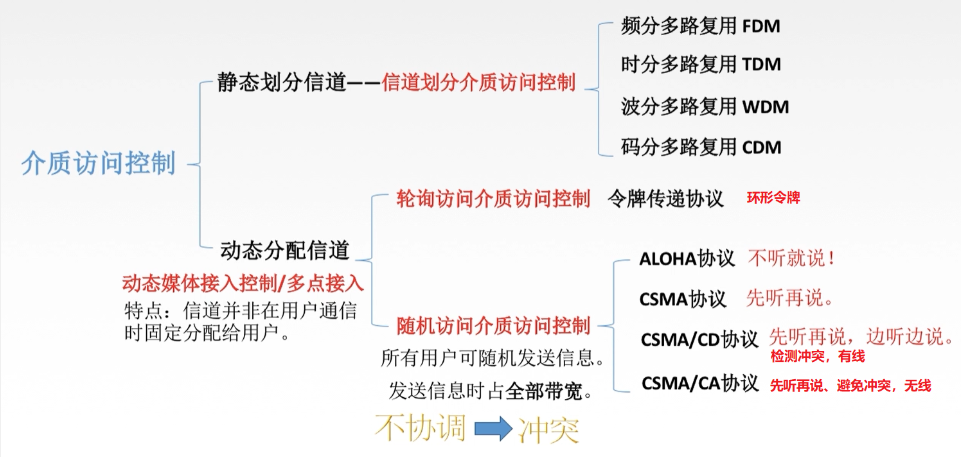 介质访问控制
静态划分信道——信道划分介质访问控制
频分多路复用 FDM
时分多路复用 TDM
波分多路复用 WDM
码分多路复用 CDM
动态分配信道
动态媒体接入控制/多点接入
特点：信道并非在用户通信
时固定分配给用户。
轮询访问介质访问控制 令牌传递协议 环形令牌
随机访问介质访问控制
所有用户可随机发送信息。
发送信息时占全部带宽。
不协调 冲突
ALOHA协议 不听就说！
CSMA协议 先听再说。
CSMA/CD协议 先听再说，边听边说。
检测冲突，有线
CSMA/CA协议 先听再说、避免冲突，无线